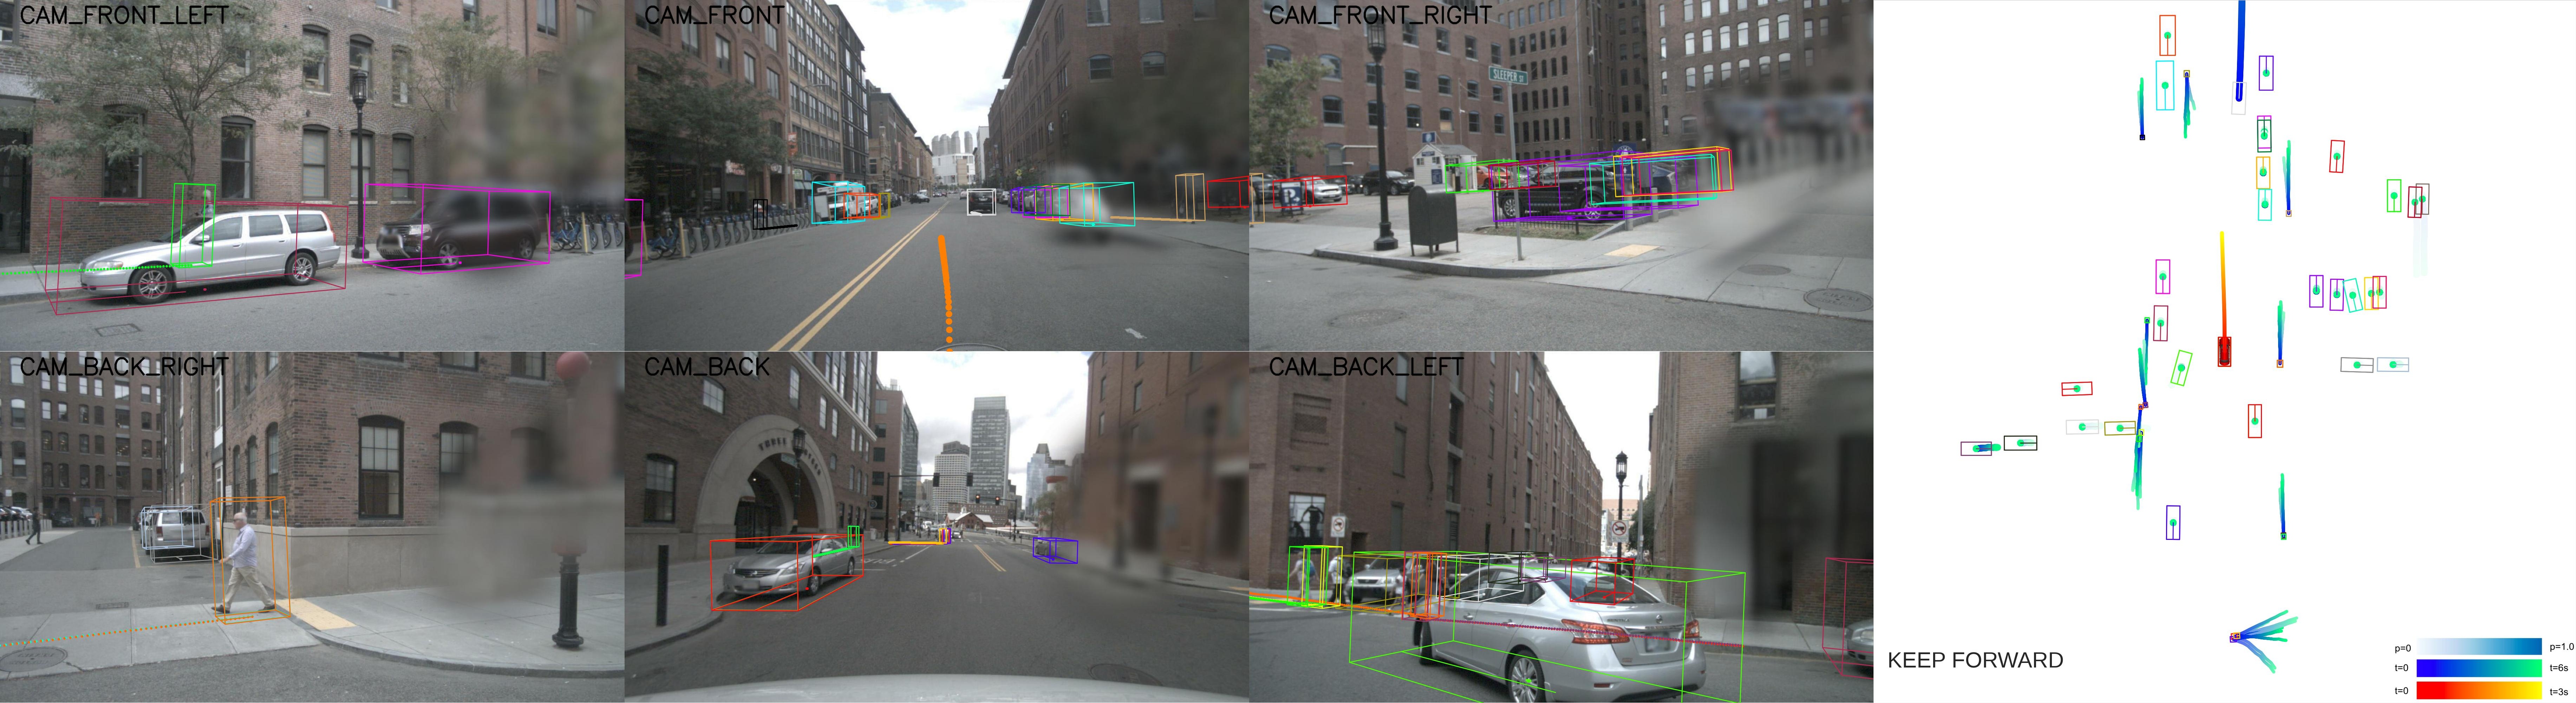 CAM_FRONT_LEFT
CAM_FRONT
CAM_FRONT_RIGHT
SLEEPER ST
CAM_BACK_RIGHT
CAM_BACK
CAM_BACK_LEFT
KEEP FORWARD
p=0
p=1.0
t=0
t=6s
t=0
t=3s